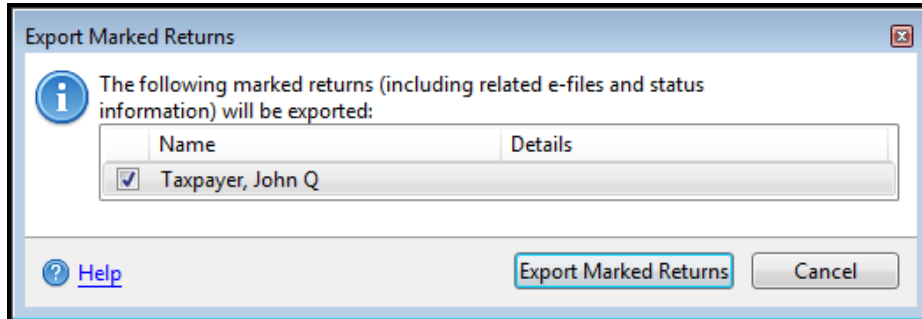 Export Marked Returns
The following marked returns (including related e-files and status
information) will be exported:
Name Details
Taxpayer, John Q
Help Export Marked Returns Cancel